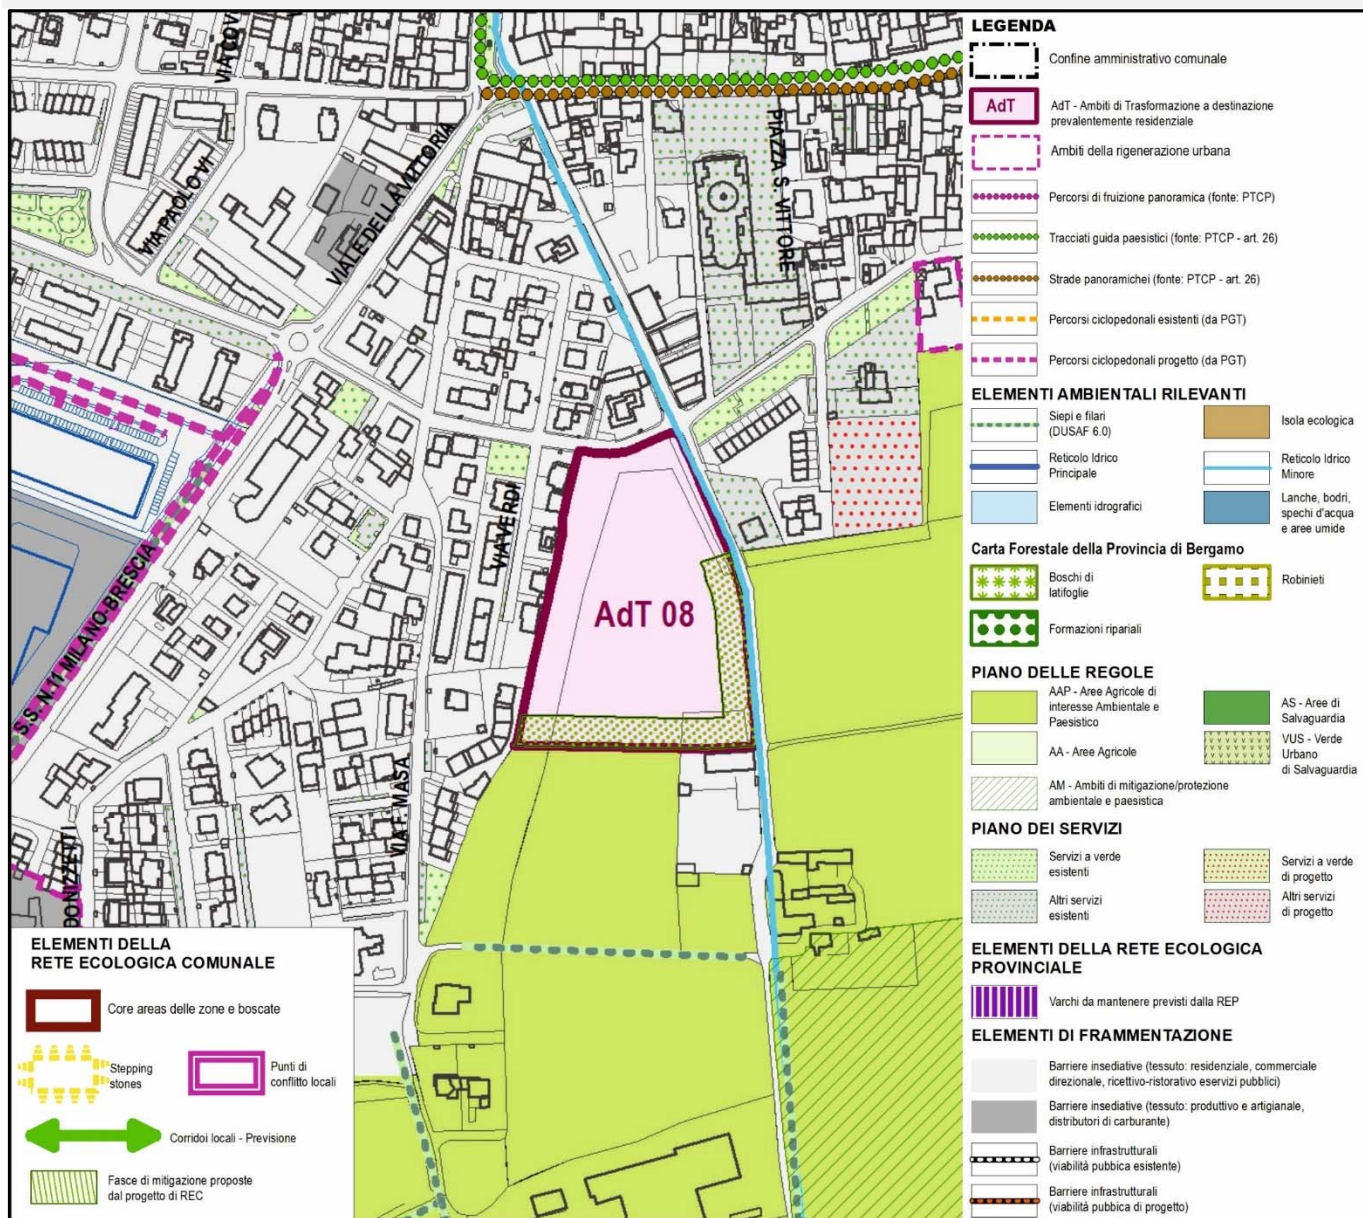 VIA COV
VIA PAOLO VI
VIALE DELLA VITTORIA
PIAZZA S. VITTORE
VIA VERDI
S.S. N.11 MILANO-BRESCIA
AdT 08
VIA F. MASA
DONIZZETTI
ELEMENTI DELLA
RETE ECOLOGICA COMUNALE
Core areas delle zone e boscate
Stepping
stones
Punti di
conflitto locali
Corridoi locali - Previsione
Fasce di mitigazione proposte
dal progetto di REC
LEGENDA
Confine amministrativo comunale
AdT
AdT - Ambiti di Trasformazione a destinazione
prevalentemente residenziale
Ambiti della rigenerazione urbana
Percorsi di fruizione panoramica (fonte: PTCP)
Tracciati guida paesistici (fonte: PTCP - art. 26)
Strade panoramichei (fonte: PTCP - art. 26)
Percorsi ciclopedonali esistenti (da PGT)
Percorsi ciclopedonali progetto (da PGT)
ELEMENTI AMBIENTALI RILEVANTI
Siepi e filari
(DUSAF 6.0)
Isola ecologica
Reticolo Idrico
Principale
Reticolo Idrico
Minore
Elementi idrografici
Lanche, bodri,
spechi d'acqua
e aree umide
Carta Forestale della Provincia di Bergamo
Boschi di
latifoglie
Robinieti
Formazioni ripariali
PIANO DELLE REGOLE
AAP - Aree Agricole di
interesse Ambientale e
Paesistico
AS - Aree di
Salvaguardia
AA - Aree Agricole
VUS - Verde
Urbano
di Salvaguardia
AM - Ambiti di mitigazione/protezione
ambientale e paesistica
PIANO DEI SERVIZI
Servizi a verde
esistenti
Servizi a verde
di progetto
Altri servizi
esistenti
Altri servizi
di progetto
ELEMENTI DELLA RETE ECOLOGICA
PROVINCIALE
Varchi da mantenere previsti dalla REP
ELEMENTI DI FRAMMENTAZIONE
Barriere insediative (tessuto: residenziale, commerciale
direzionale, ricettivo-ristorativo eservizi pubblici)
Barriere insediative (tessuto: produttivo e artigianale,
distributori di carburante)
Barriere infrastrutturali
(viabilità pubbica esistente)
Barriere infrastrutturali
(viabilità pubbica di progetto)